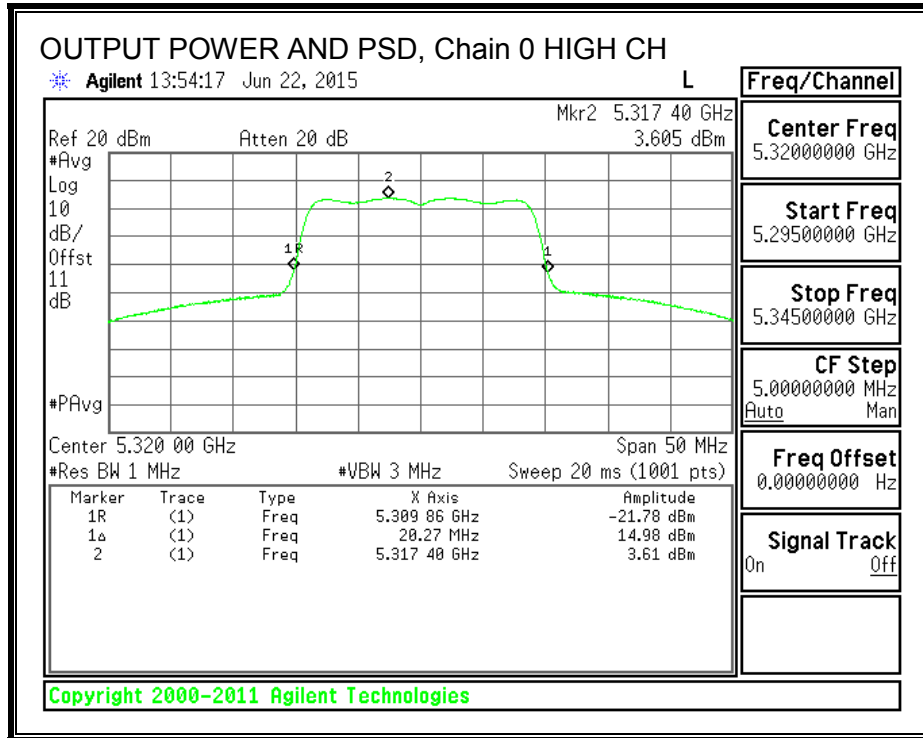 OUTPUT POWER AND PSD, Chain 0 HIGH CH
Agilent 13:54:17 Jun 22, 2015 L
Mkr2 5.317 40 GHz
Ref 20 dBm Atten 20 dB 3.605 dBm
#Avg
Log
10
dB/
Offst
11
dB
#PAvg
2
1R
1
Center 5.320 00 GHz Span 50 MHz
#Res BW 1 MHz #VBW 3 MHz Sweep 20 ms (1001 pts)
Marker Trace Type X Axis Amplitude
1R (1) Freq 5.309 86 GHz -21.78 dBm
1Δ (1) Freq 20.27 MHz 14.98 dBm
2 (1) Freq 5.317 40 GHz 3.61 dBm
Freq/Channel
Center Freq
5.32000000 GHz
Start Freq
5.29500000 GHz
Stop Freq
5.34500000 GHz
CF Step
5.00000000 MHz
Auto Man
Freq Offset
0.00000000 Hz
Signal Track
On Off
Copyright 2000-2011 Agilent Technologies